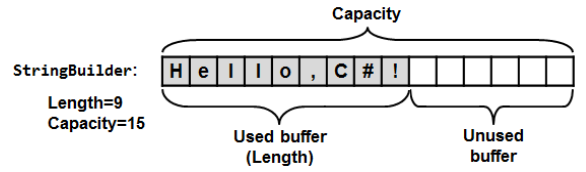 Capacity
StringBuilder: H e l l o , C # !
Length=9
Capacity=15
Used buffer
(Length)
Unused
buffer